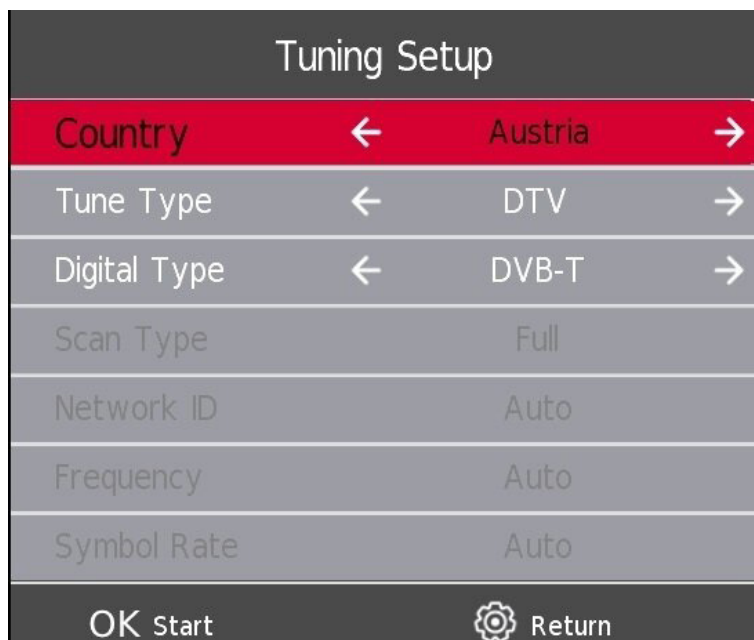 Tuning Setup
Country Austria
Tune Type DTV
Digital Type DVB-T
Scan Type Full
Network ID Auto
Frequency Auto
Symbol Rate Auto
OK Start Return